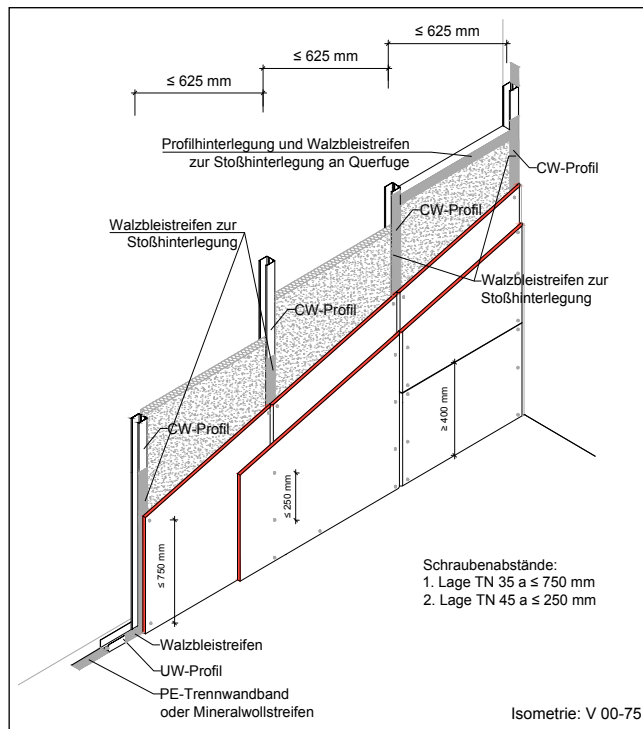 ≤ 625 mm
≤ 625 mm
≤ 625 mm
Profilhinterlegung und Walzbleistreifen
zur Stoßhinterlegung an Querfuge
CW-Profil
CW-Profil
Walzbleistreifen zur
Stoßhinterlegung
Walzbleistreifen zur
Stoßhinterlegung
CW-Profil
CW-Profil
≥ 400 mm
≤ 250 mm
≤ 750 mm
Schraubenabstände:
1. Lage TN 35 a ≤ 750 mm
2. Lage TN 45 a ≤ 250 mm
Walzbleistreifen
UW-Profil
PE-Trennwandband
oder Mineralwollstreifen
Isometrie: V 00-75